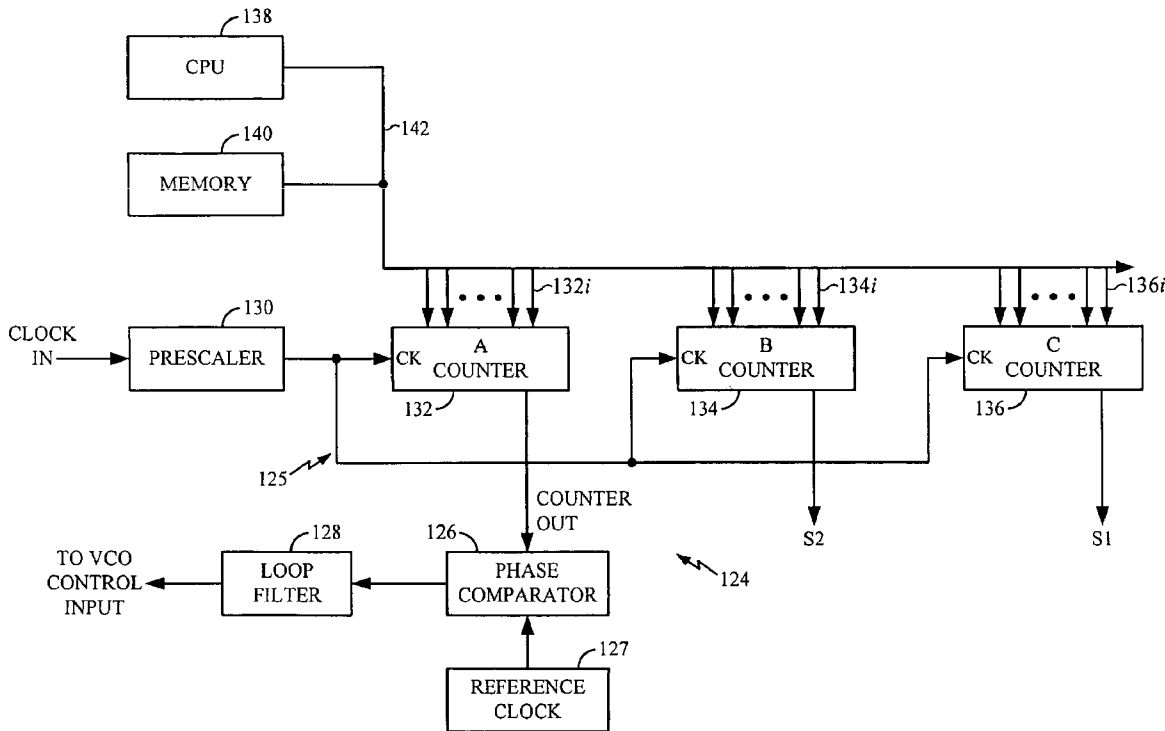 138
CPU
142
140
MEMORY
132i
134i
136i
130
CLOCK
IN
PRESCALER
CK
A
COUNTER
132
CK
B
COUNTER
134
CK
C
COUNTER
136
125
COUNTER
OUT
S2
S1
128
126
124
TO VCO
CONTROL
INPUT
LOOP
FILTER
PHASE
COMPARATOR
127
REFERENCE
CLOCK